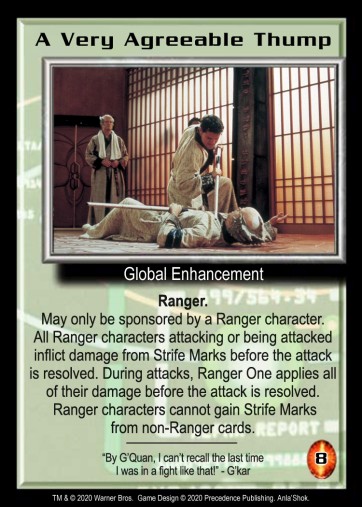 A Very Agreeable Thump
Global Enhancement
Ranger.
May only be sponsored by a Ranger character.
All Ranger characters attacking or being attacked
inflict damage from Strife Marks before the attack
is resolved. During attacks, Ranger One applies all
of their damage before the attack is resolved.
Ranger characters cannot gain Strife Marks
from non-Ranger cards.
"By G'Quan, I can't recall the last time
I was in a fight like that!" - G'kar
8
TM & © 2020 Warner Bros. Game Design © 2020 Precedence Publishing. Anla'Shok.